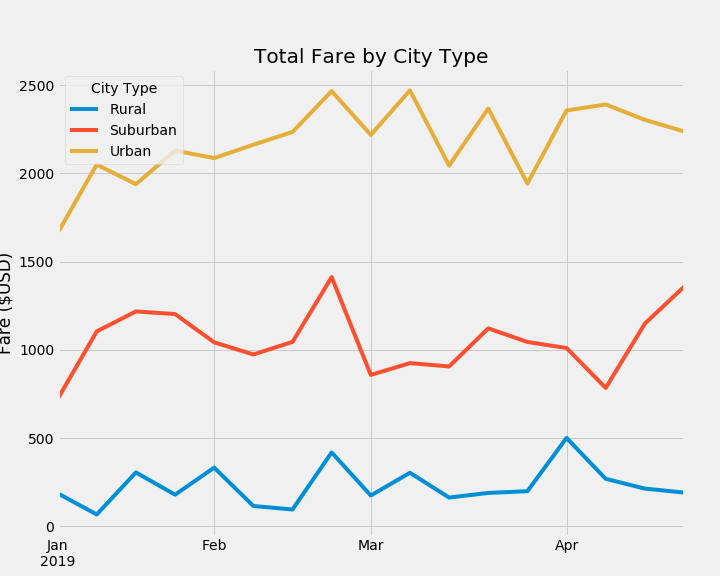 Total Fare by City Type
City Type
Rural
Suburban
Urban
2500
2000
1500
1000
500
0
Fare ($USD)
Jan
2019
Feb
Mar
Apr